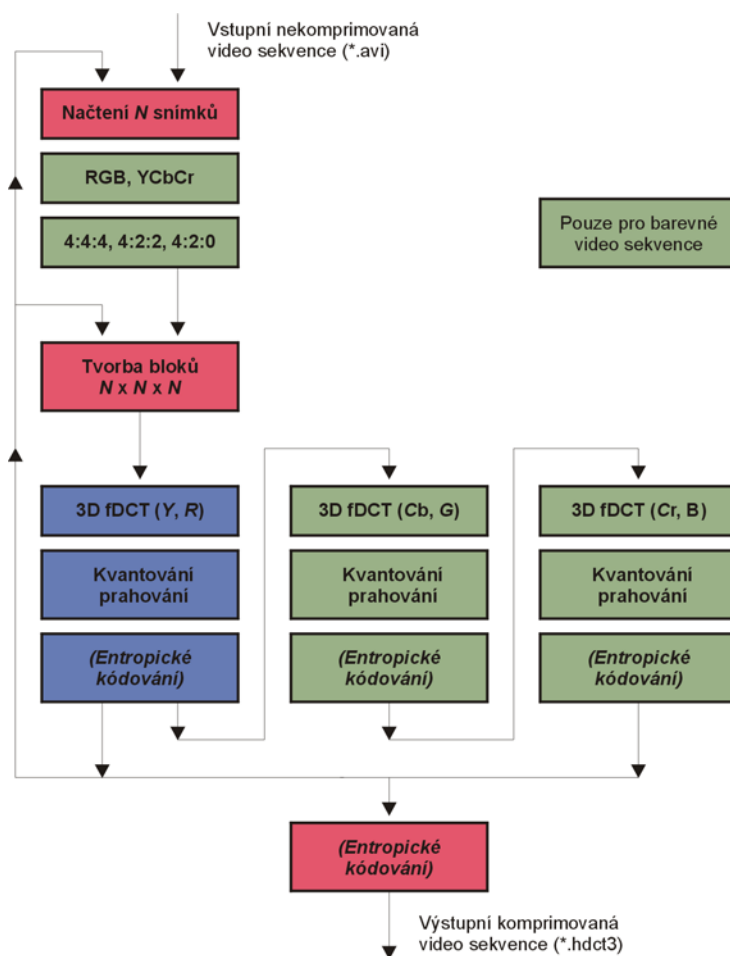 Vstupní nekomprimovaná
video sekvence (*.avi)
Načtení N snímků
RGB, YCbCr
4:4:4, 4:2:2, 4:2:0
Pouze pro barevné
video sekvence
Tvorba bloků
N x N x N
3D fDCT (Y, R)
Kvantování
prahování
(Entropické
kódování)
3D fDCT (Cb, G)
Kvantování
prahování
(Entropické
kódování)
3D fDCT (Cr, B)
Kvantování
prahování
(Entropické
kódování)
(Entropické
kódování)
Výstupní komprimovaná
video sekvence (*.hdct3)